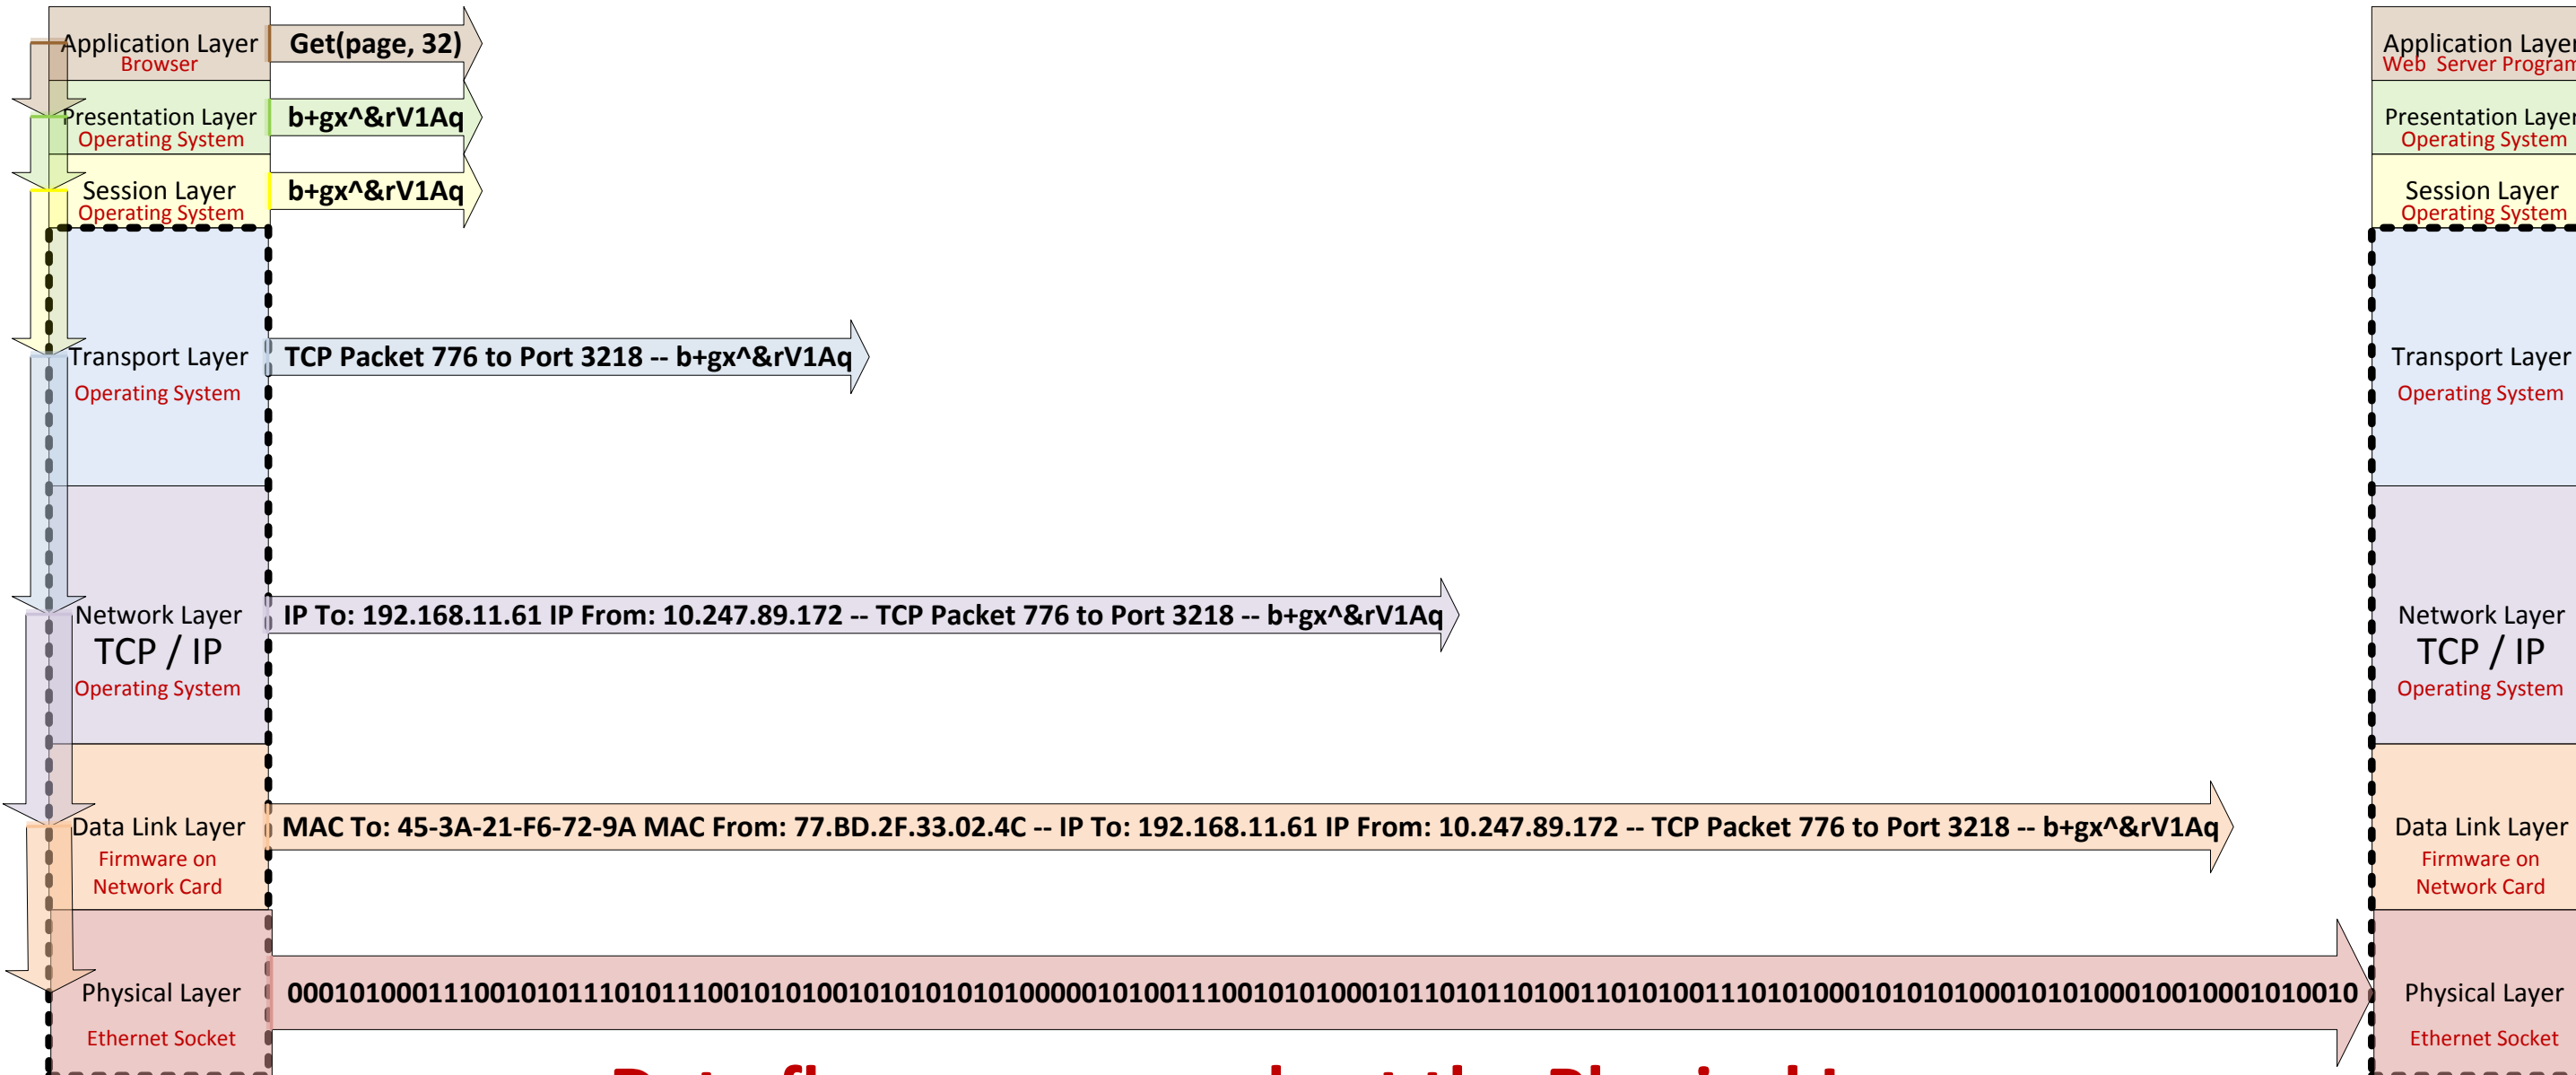 Application Layer
Browser
Get(page, 32)
Presentation Layer
Operating System
b+gx^&rV1Aq
Session Layer
Operating System
b+gx^&rV1Aq
Transport Layer
Operating System
TCP Packet 776 to Port 3218 -- b+gx^&rV1Aq
Network Layer
TCP / IP
Operating System
IP To: 192.168.11.61 IP From: 10.247.89.172 -- TCP Packet 776 to Port 3218 -- b+gx^&rV1Aq
Data Link Layer
Firmware on
Network Card
MAC To: 45-3A-21-F6-72-9A MAC From: 77.BD.2F.33.02.4C -- IP To: 192.168.11.61 IP From: 10.247.89.172 -- TCP Packet 776 to Port 3218 -- b+gx^&rV1Aq
Physical Layer
Ethernet Socket
Application Layer
Web Server Program
Presentation Layer
Operating System
Session Layer
Operating System
Transport Layer
Operating System
Network Layer
TCP / IP
Operating System
Data Link Layer
Firmware on
Network Card
Physical Layer
Ethernet Socket